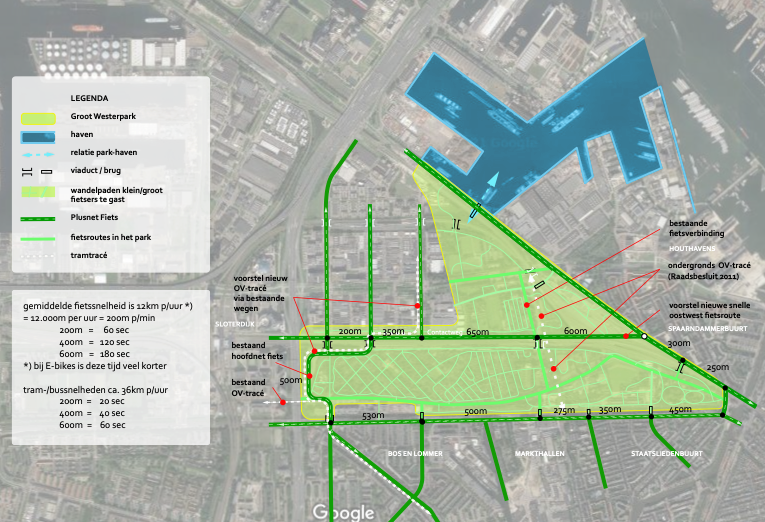 LEGENDA
Groot Westerpark
haven
relatie park-haven
viaduct / brug
wandelpaden klein/groot
fietsers te gast
Plusnet Fiets
fietsroutes in het park
tramtracé
gemiddelde fietssnelheid is 12km p/uur *)
= 12.000m per uur = 200m p/min
200m = 60 sec
400m = 120 sec
600m = 180 sec
*) bij E-bikes is deze tijd veel korter
tram-/bussnelheden ca. 36km p/uur
200m = 20 sec
400m = 40 sec
600m = 60 sec
voorstel nieuw
OV-tracé
via bestaande
wegen
SLOTERDIJK
bestaand
hoofdnet fiets
bestaand
OV-tracé
bestaande
fietsverbinding
HOUTHAVENS
ondergronds OV-tracé
(Raadsbesluit 2011)
voorstel nieuwe snelle
oostwest fietsroute
SPAARNDAMMERBUURT
200m
350m
650m
600m
300m
250m
500m
530m
500m
275m
350m
450m
BOS EN LOMMER
MARKTHALLEN
STAATSLIEDENBUURT
Google